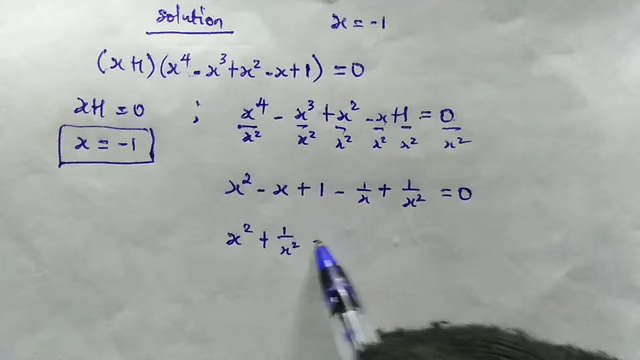 solution x = -1
(x+1)(x⁴ - x³ + x² - x + 1) = 0
x+1 = 0 ; x⁴/x² - x³/x² + x²/x² - x/x² + 1/x² = 0/x²
x = -1
x² - x + 1 - 1/x + 1/x² = 0
x² + 1/x² -